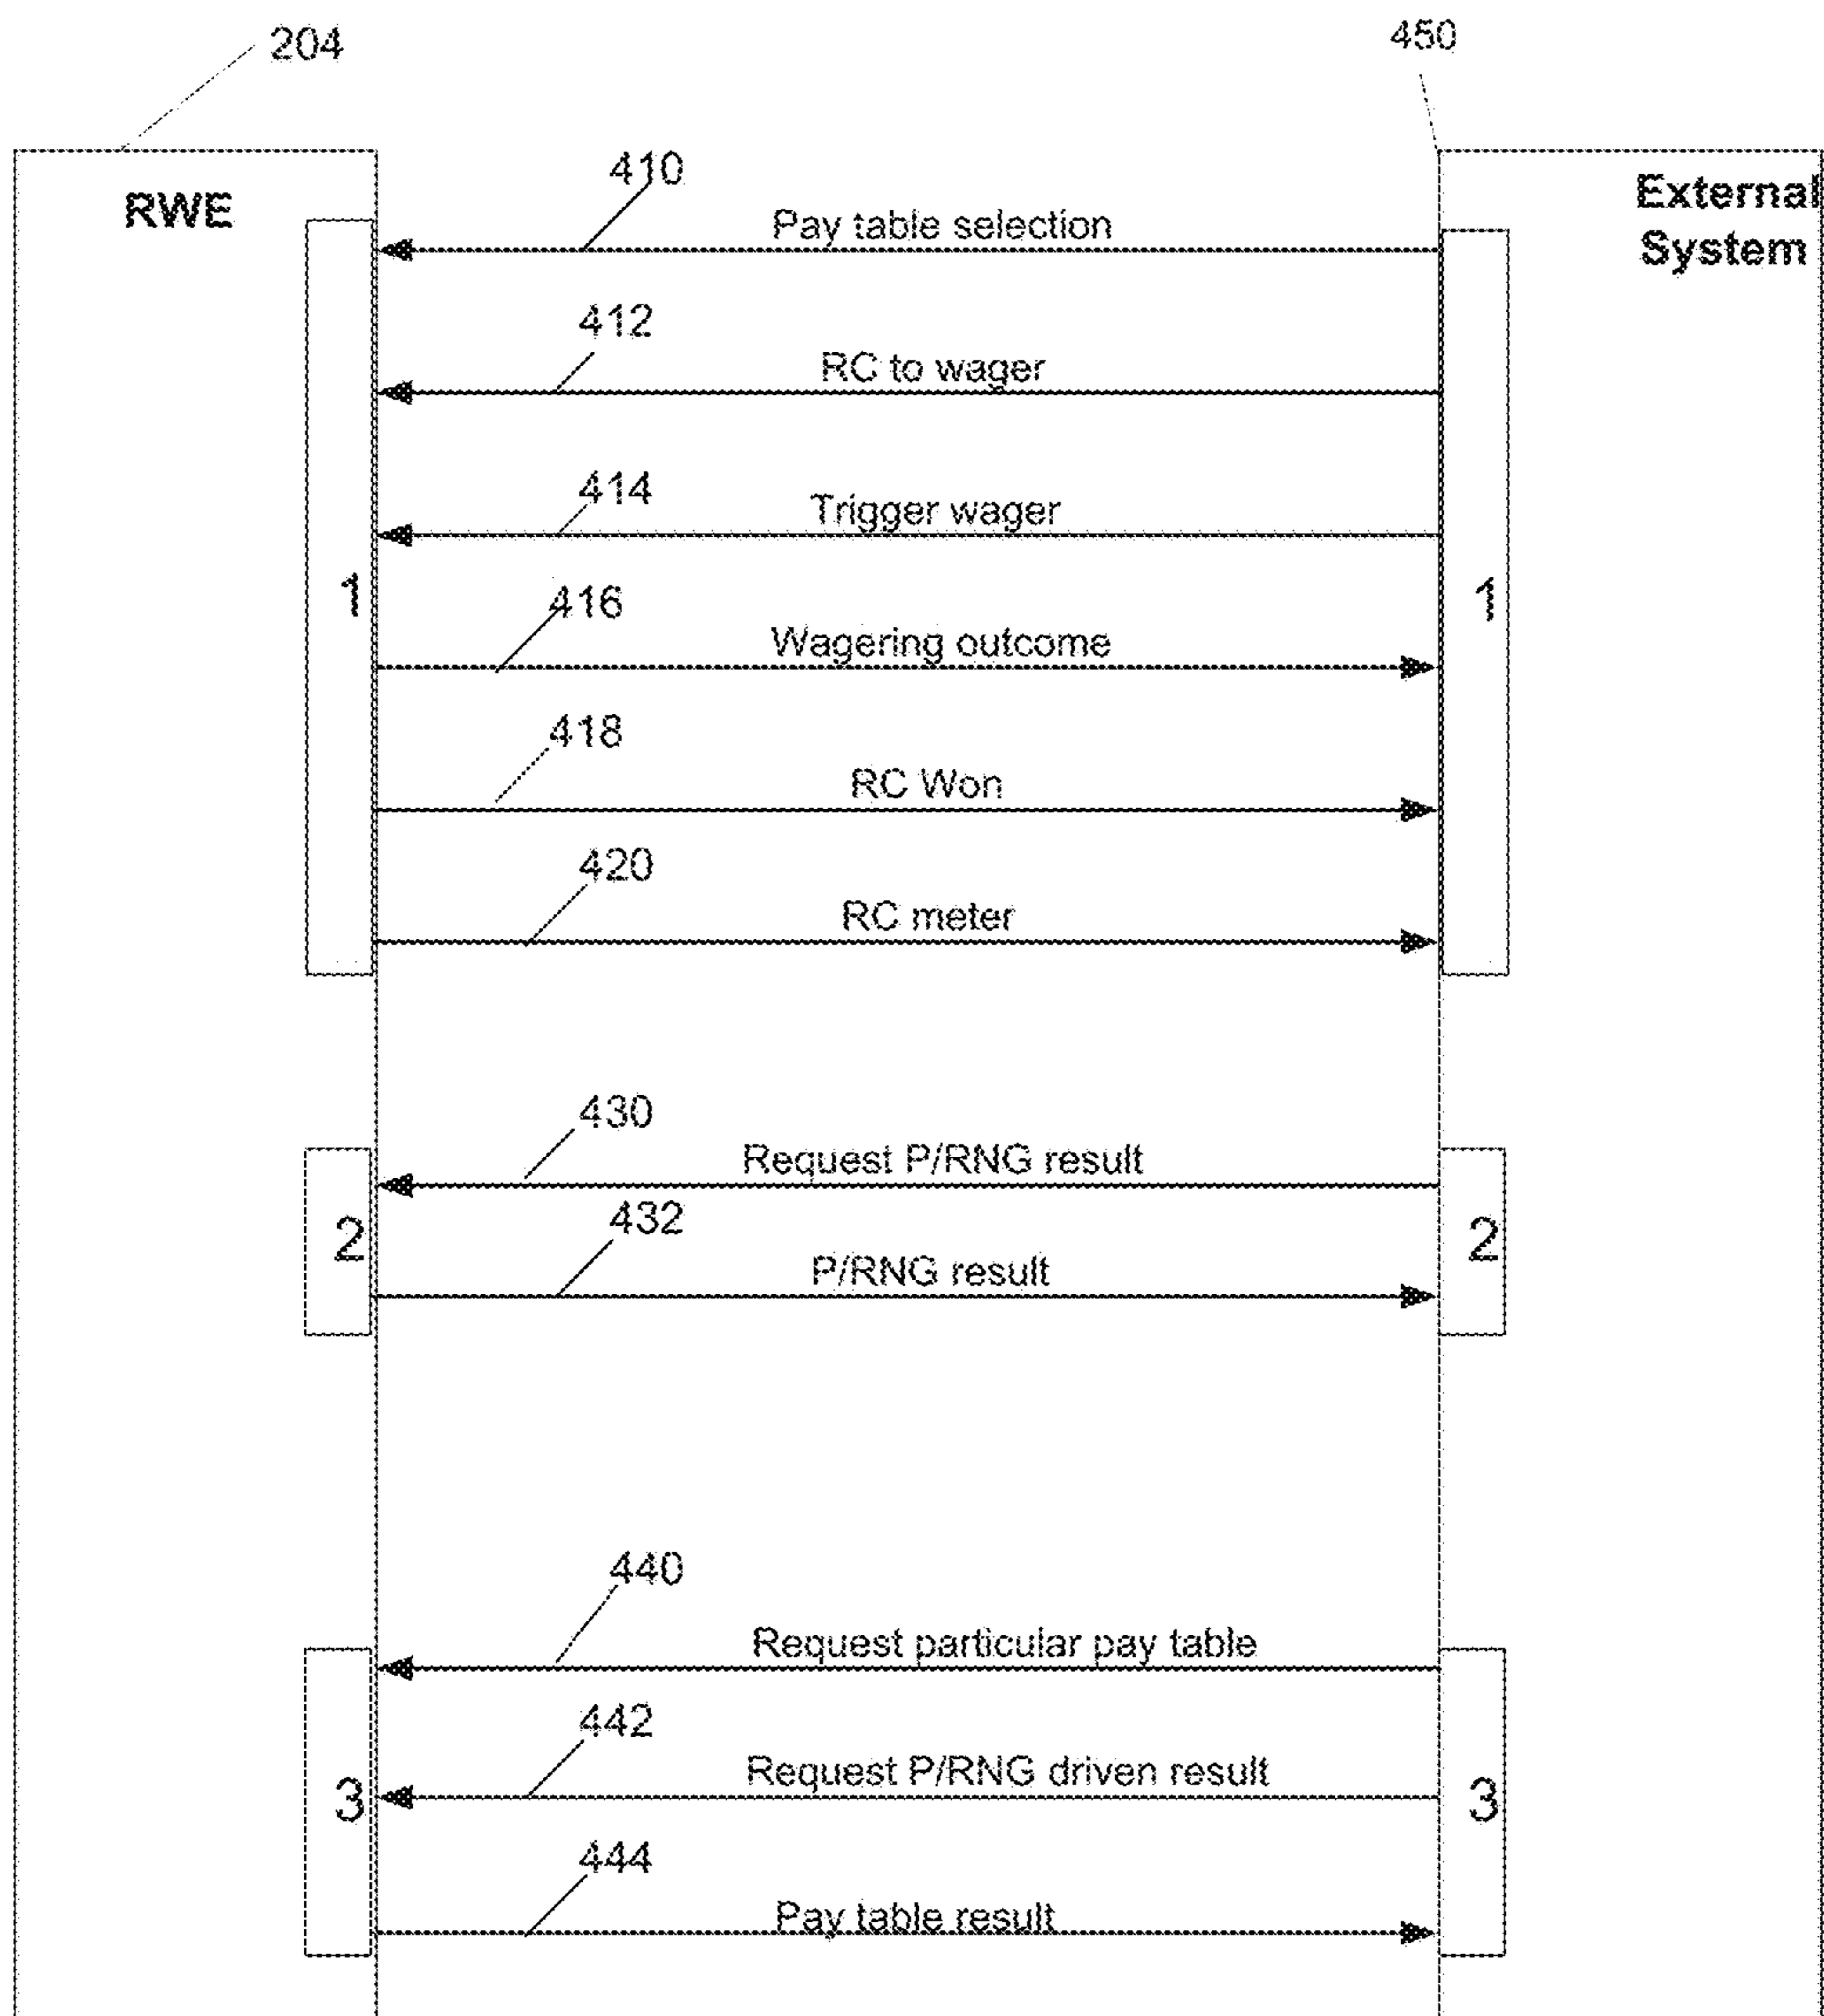 204
450
RWE
External
System
410
Pay table selection
412
RC to wager
414
Trigger wager
1
1
416
Wagering outcome
418
RC Won
420
RC meter
430
Request P/RNG result
2
2
432
P/RNG result
440
Request particular pay table
442
Request P/RNG driven result
3
3
444
Pay table result